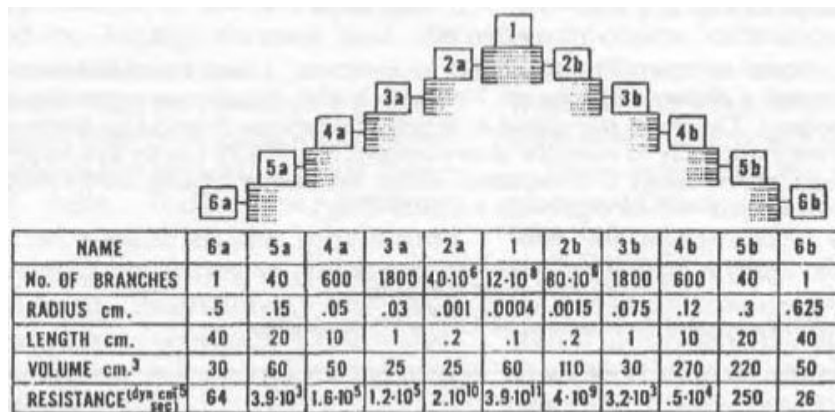 1
2a 2b
3a 3b
4a 4b
5a 5b
6a 6b
NAME 6a 5a 4a 3a 2a 1 2b 3b 4b 5b 6b
No. OF BRANCHES 1 40 600 1800 40·10⁶ 12·10⁸ 80·10⁶ 1800 600 40 1
RADIUS cm. .5 .15 .05 .03 .001 .0004 .0015 .075 .12 .3 .625
LENGTH cm. 40 20 10 1 .2 .1 .2 1 10 20 40
VOLUME cm.³ 30 60 50 25 25 60 110 30 270 220 50
RESISTANCE (dyn cm⁻⁵ sec) 64 3.9·10³ 1.6·10⁵ 1.2·10⁵ 2.10¹⁰ 3.9·10¹¹ 4·10⁹ 3.2·10³ .5·10⁴ 250 26